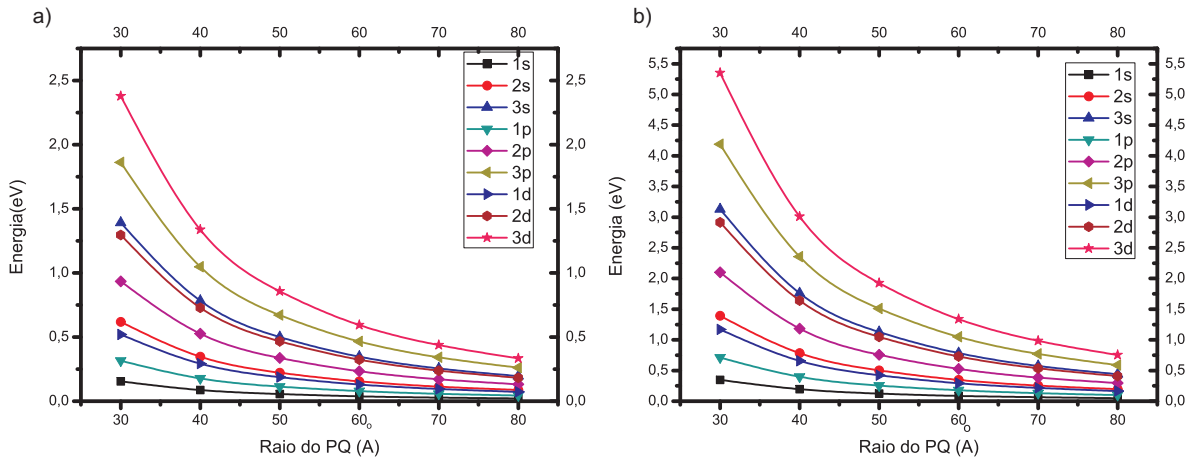 a)
30 40 50 60 70 80
2,5
2,0
1,5
1,0
0,5
0,0
2,5
2,0
1,5
1,0
0,5
0,0
Energia(eV)
1s
2s
3s
1p
2p
3p
1d
2d
3d
30 40 50 60 70 80
o
Raio do PQ (A)
b)
30 40 50 60 70 80
5,5
5,0
4,5
4,0
3,5
3,0
2,5
2,0
1,5
1,0
0,5
0,0
5,5
5,0
4,5
4,0
3,5
3,0
2,5
2,0
1,5
1,0
0,5
0,0
Energia (eV)
1s
2s
3s
1p
2p
3p
1d
2d
3d
30 40 50 60 70 80
o
Raio do PQ (A)